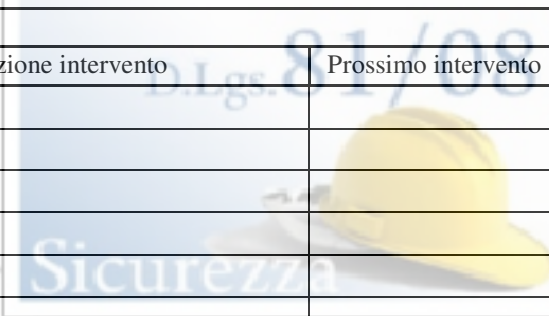 D.Lgs. 81/08
zione intervento Prossimo intervento
Sicurezza